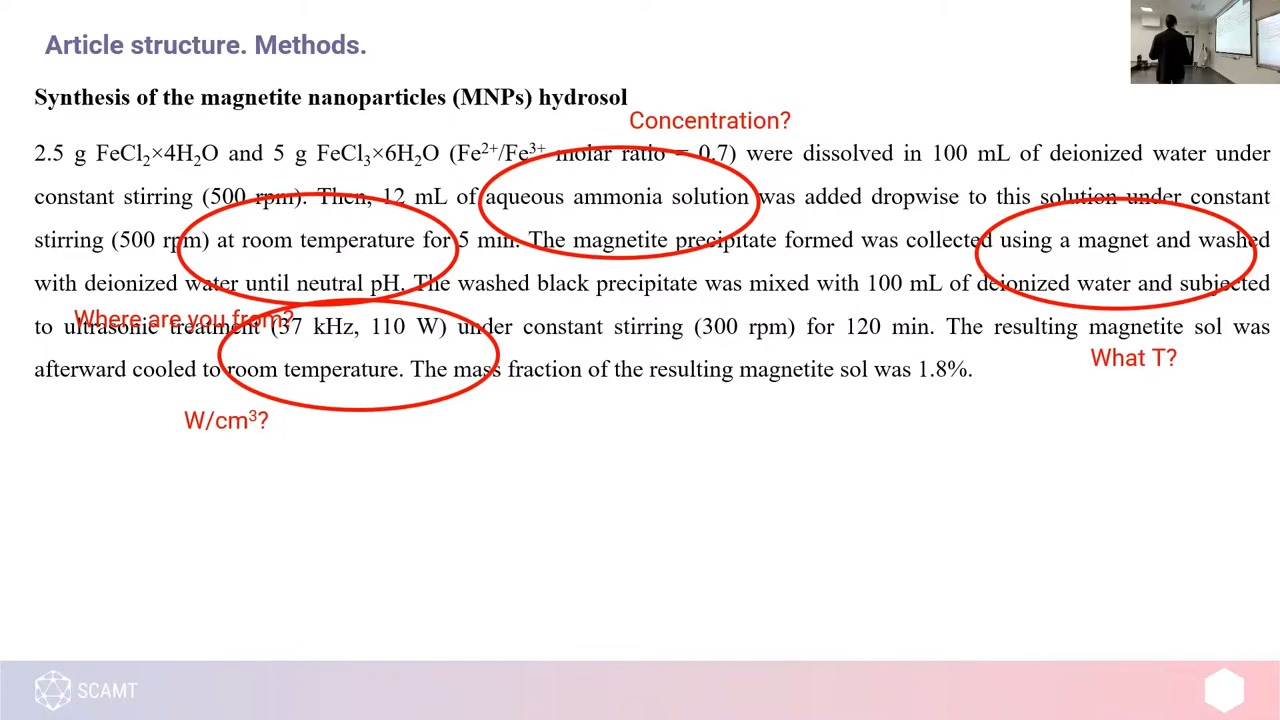 Article structure. Methods.
Synthesis of the magnetite nanoparticles (MNPs) hydrosol
Concentration?
2.5 g FeCl₂×4H₂O and 5 g FeCl₃×6H₂O (Fe²⁺/Fe³⁺ molar ratio = 0.7) were dissolved in 100 mL of deionized water under
constant stirring (500 rpm). Then, 12 mL of aqueous ammonia solution was added dropwise to this solution under constant
stirring (500 rpm) at room temperature for 5 min. The magnetite precipitate formed was collected using a magnet and washed
with deionized water until neutral pH. The washed black precipitate was mixed with 100 mL of deionized water and subjected
Where are you from?
to ultrasonic treatment (37 kHz, 110 W) under constant stirring (300 rpm) for 120 min. The resulting magnetite sol was
What T?
afterward cooled to room temperature. The mass fraction of the resulting magnetite sol was 1.8%.
W/cm³?
SCAMT